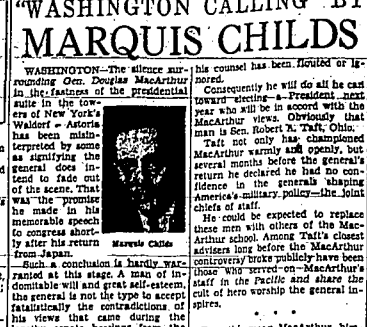 "WASHINGTON CALLING" BY
MARQUIS CHILDS
WASHINGTON—The silence sur-
rounding Gen. Douglas MacArthur
in the fastness of the presidential
suite in the tow-
ers of New York's
Waldorf - Astoria
has been misin-
terpreted by some
as signifying the
general does in-
tend to fade out
of the scene. That
was the promise
he made in his
memorable speech
to congress short-
ly after his return
from Japan.
Marquis Childs
Such a conclusion is hardly war-
ranted at this stage. A man of in-
domitable will and great self-esteem,
the general is not the type to accept
fatalistically the contradictions of
his views that came during the
his counsel has been flouted or ig-
nored.
Consequently he will do all he can
toward electing a President next
year who will be in accord with the
MacArthur views. Obviously that
man is Sen. Robert A. Taft, Ohio.
Taft not only has championed
MacArthur warmly and openly, but
several months before the general's
return he declared he had no con-
fidence in the generals shaping
America's military policy—the joint
chiefs of staff.
He could be expected to replace
these men with others of the Mac-
Arthur school. Among Taft's closest
advisers long before the MacArthur
controversy broke publicly have been
those who served on MacArthur's
staff in the Pacific and share the
cult of hero worship the general in-
spires.